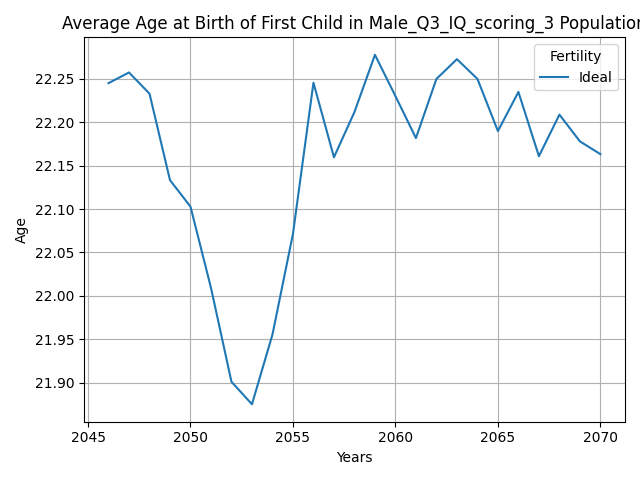 Average Age at Birth of First Child in Male_Q3_IQ_scoring_3 Population
Fertility
Ideal
22.25
22.20
22.15
22.10
22.05
22.00
21.95
21.90
Age
2045 2050 2055 2060 2065 2070
Years